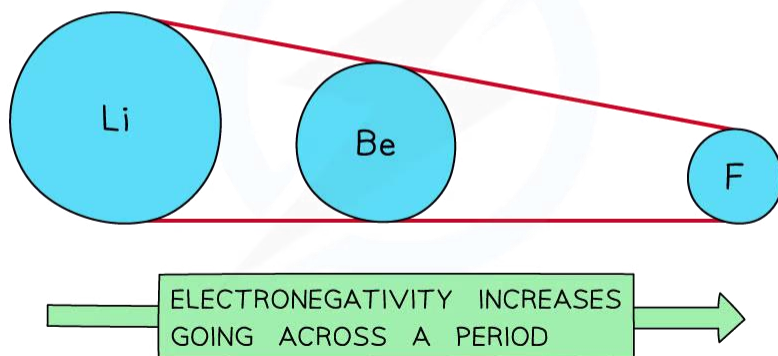 Li
Be
F
ELECTRONEGATIVITY INCREASES
GOING ACROSS A PERIOD